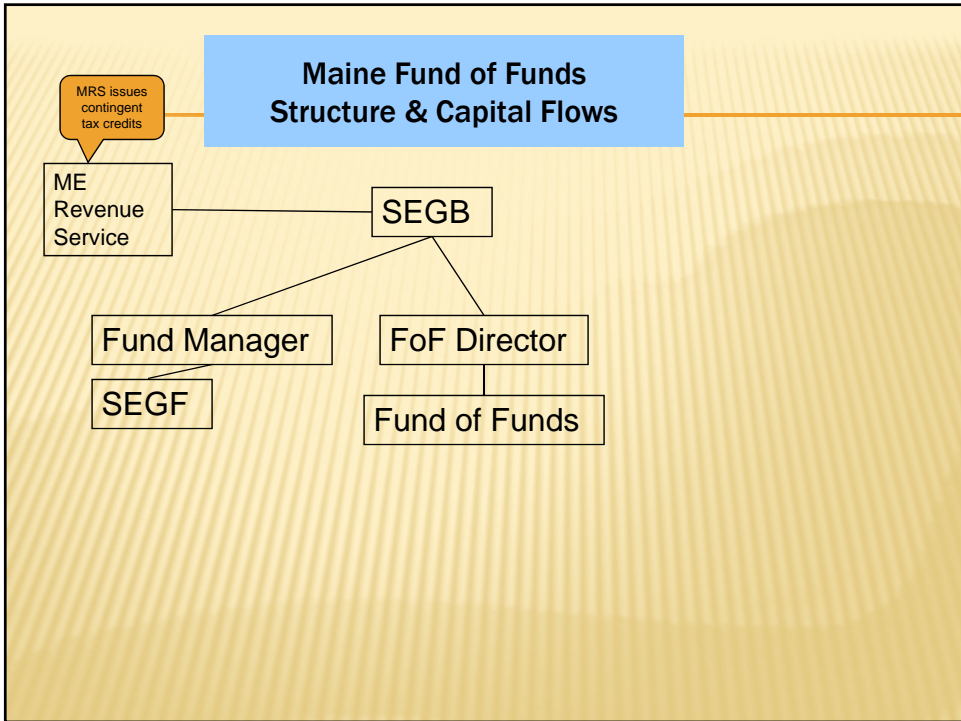 Maine Fund of Funds
Structure & Capital Flows
MRS issues
contingent
tax credits
ME
Revenue
Service
SEGB
Fund Manager
FoF Director
SEGF
Fund of Funds